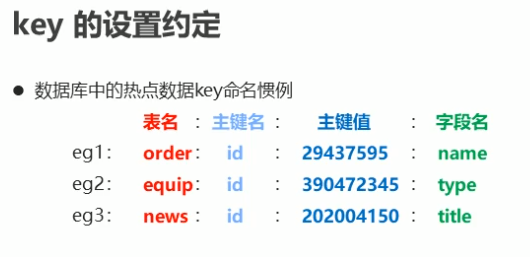 key 的设置约定
● 数据库中的热点数据key命名惯例
表名 : 主键名 : 主键值 : 字段名
eg1: order : id : 29437595 : name
eg2: equip : id : 390472345 : type
eg3: news : id : 202004150 : title